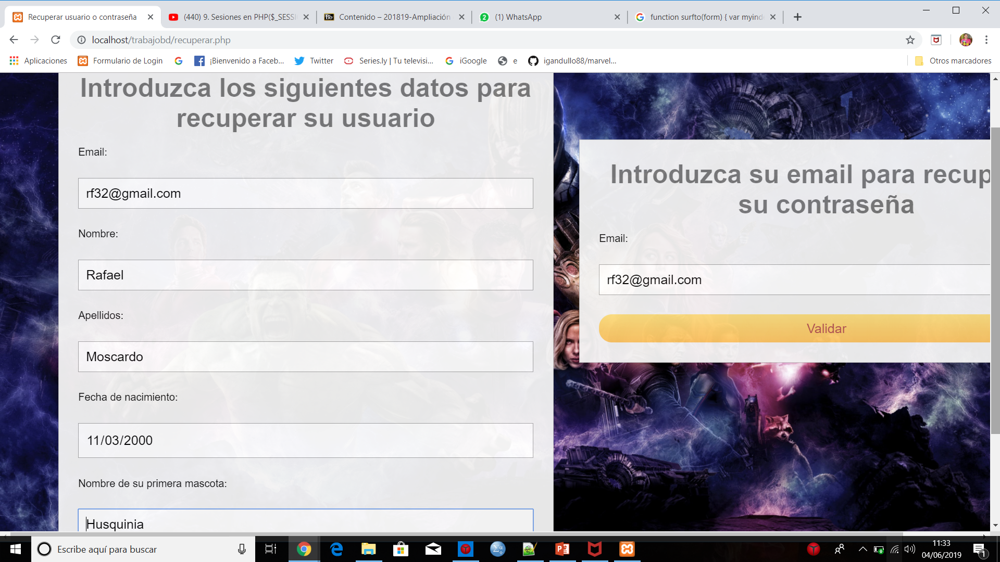 Recuperar usuario o contraseña
(440) 9. Sesiones en PHP($_SESSI
Contenido – 201819-Ampliación
(1) WhatsApp
function surfto(form) { var myinde
localhost/trabajobd/recuperar.php
Aplicaciones
Formulario de Login
¡Bienvenido a Faceb...
Twitter
Series.ly | Tu televisi...
iGoogle
e
igandullo88/marvel...
Otros marcadores
Introduzca los siguientes datos para
recuperar su usuario
Email:
rf32@gmail.com
Nombre:
Rafael
Apellidos:
Moscardo
Fecha de nacimiento:
11/03/2000
Nombre de su primera mascota:
Husquinia
Introduzca su email para recup
su contraseña
Email:
rf32@gmail.com
Validar
Escribe aquí para buscar
11:33
04/06/2019
1